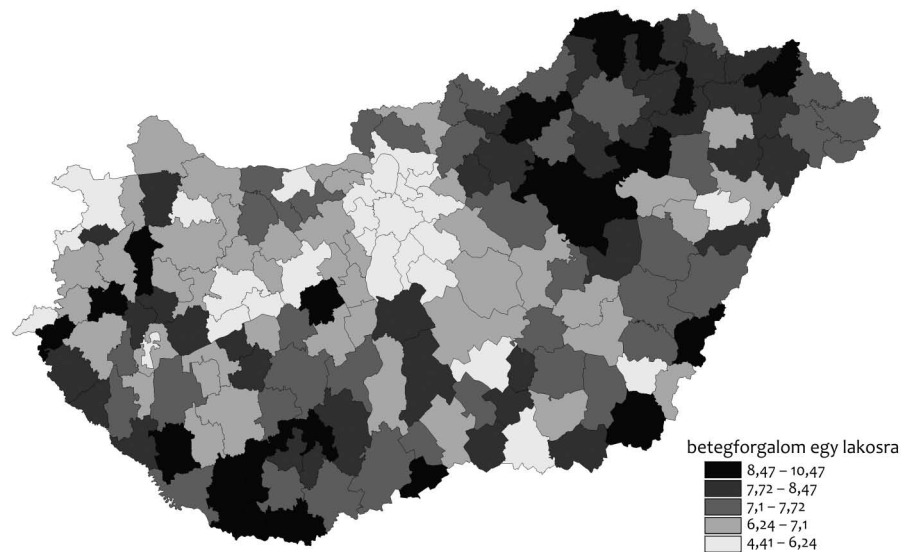 betegforgalom egy lakosra
8,47 – 10,47
7,72 – 8,47
7,1 – 7,72
6,24 – 7,1
4,41 – 6,24